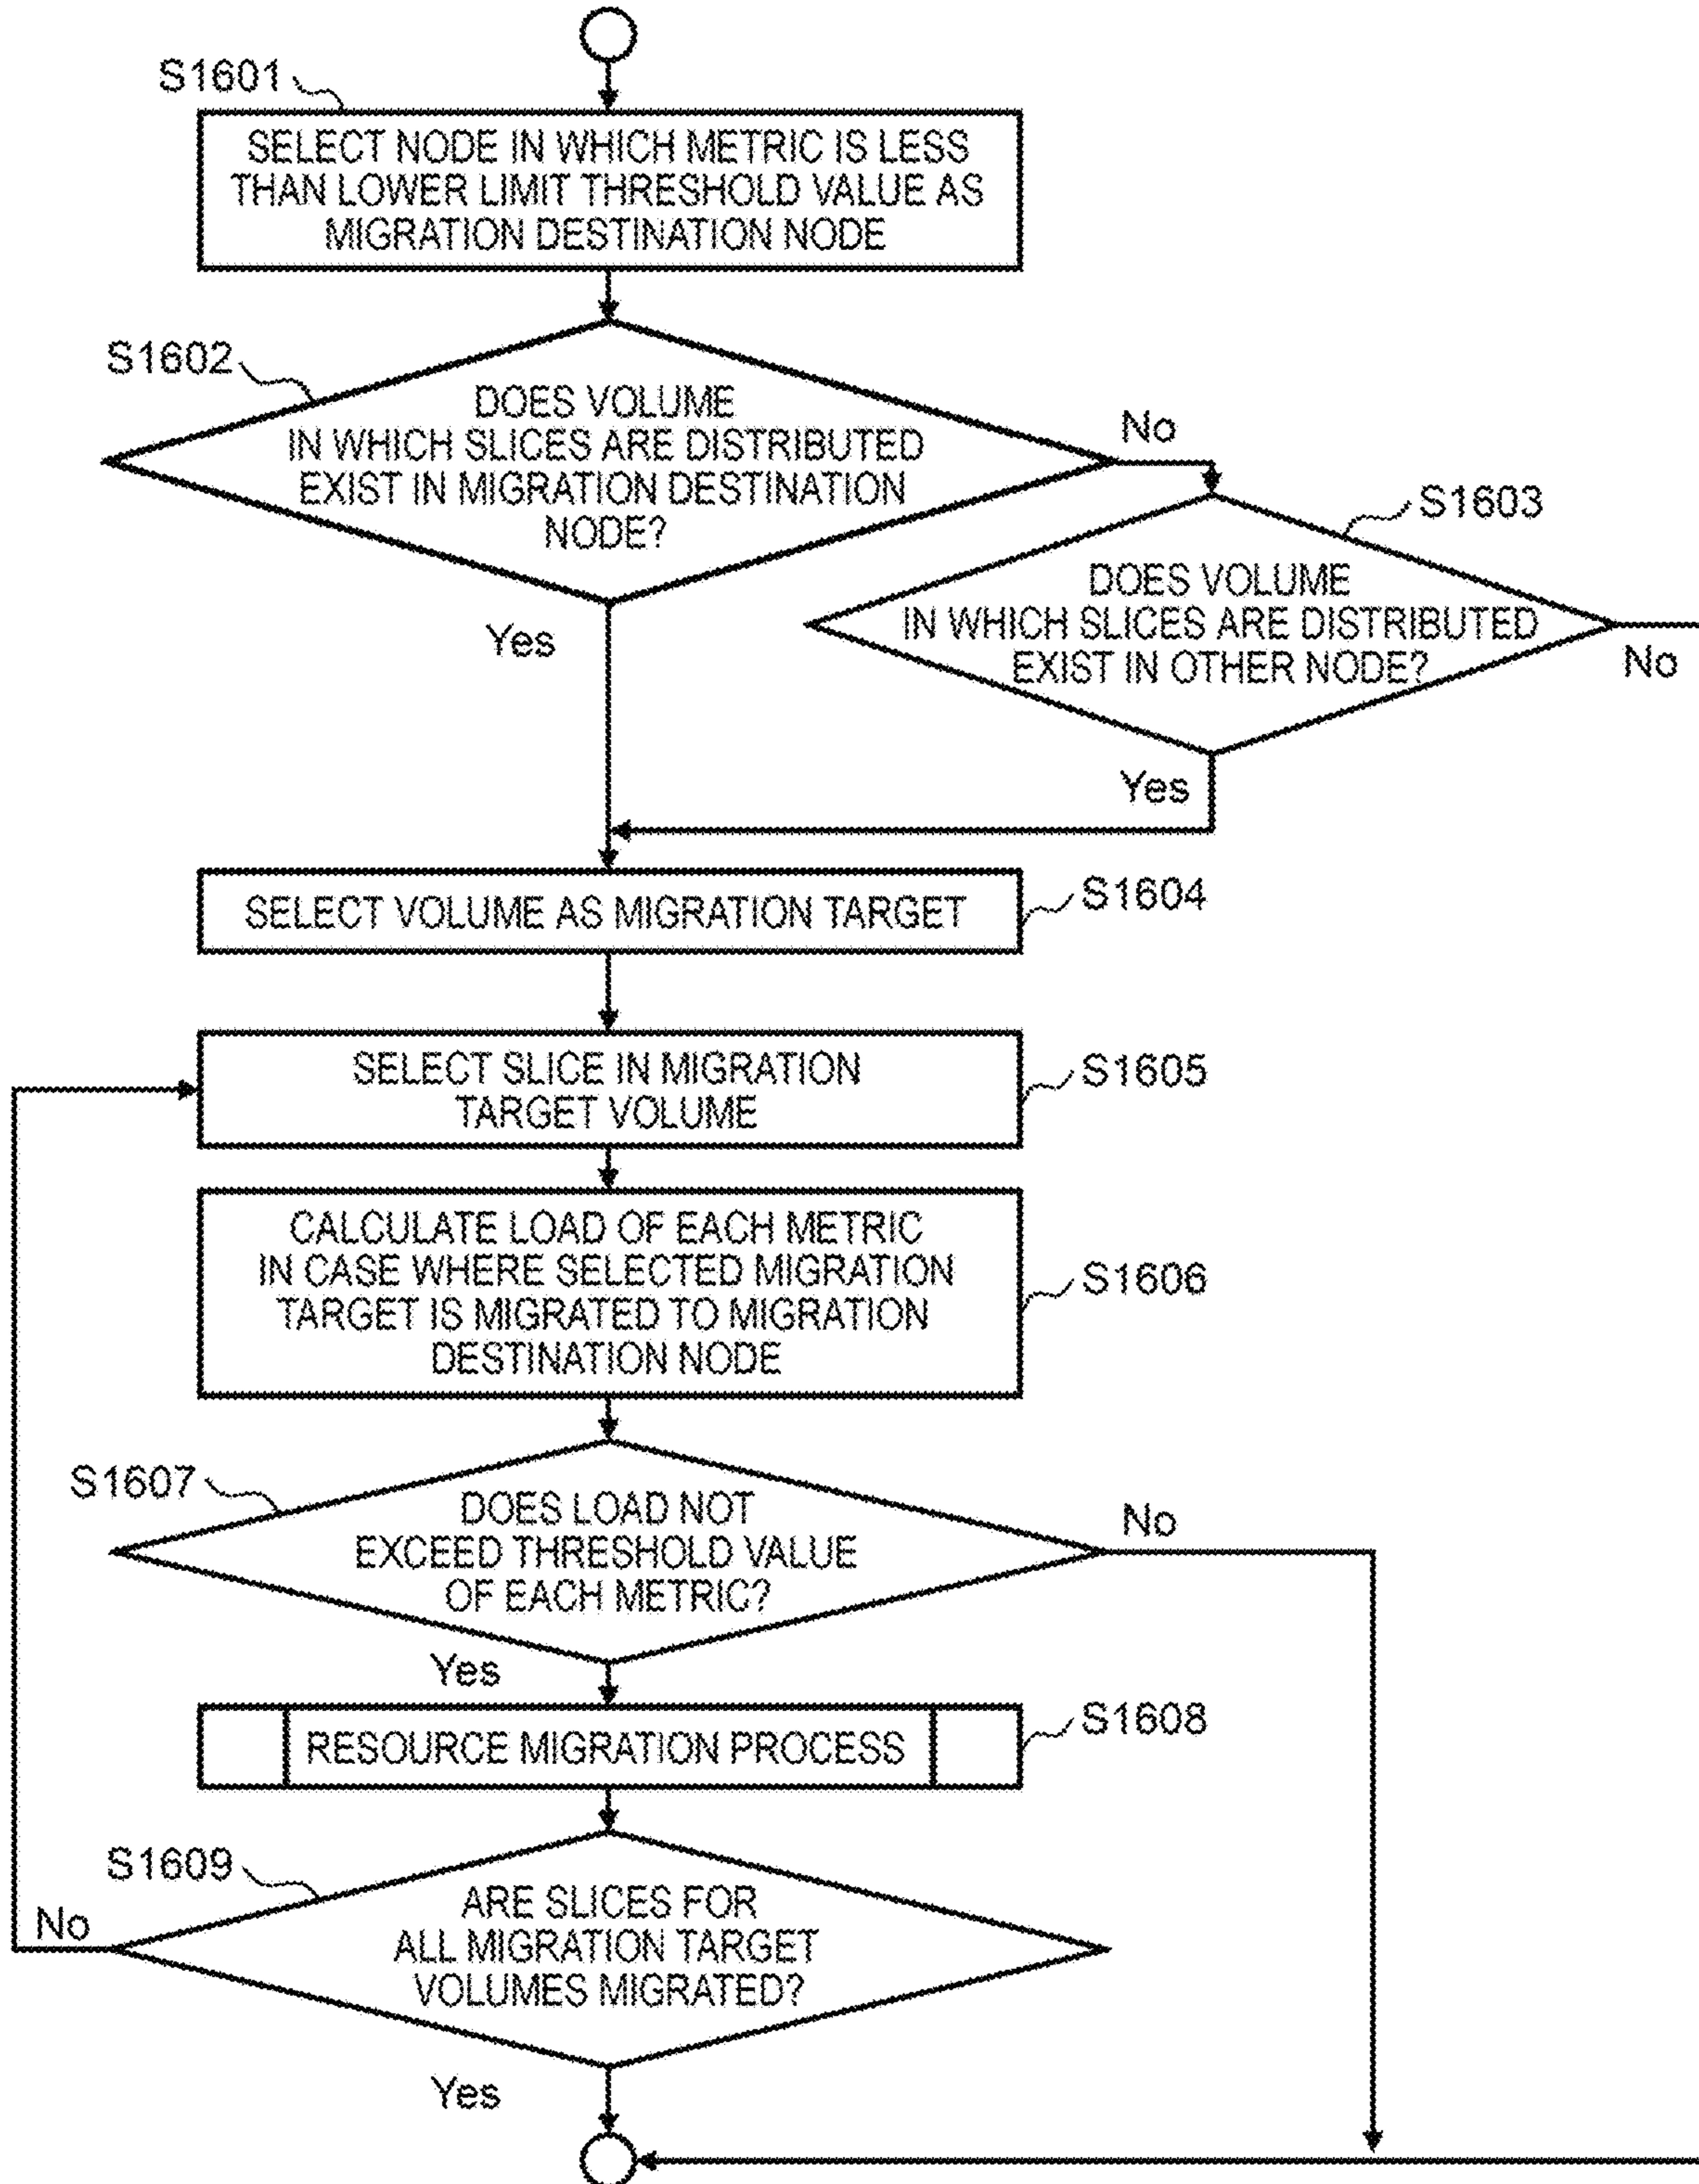 S1601
SELECT NODE IN WHICH METRIC IS LESS
THAN LOWER LIMIT THRESHOLD VALUE AS
MIGRATION DESTINATION NODE
S1602
DOES VOLUME
IN WHICH SLICES ARE DISTRIBUTED
EXIST IN MIGRATION DESTINATION
NODE?
No
Yes
S1603
DOES VOLUME
IN WHICH SLICES ARE DISTRIBUTED
EXIST IN OTHER NODE?
No
Yes
SELECT VOLUME AS MIGRATION TARGET
S1604
SELECT SLICE IN MIGRATION
TARGET VOLUME
S1605
CALCULATE LOAD OF EACH METRIC
IN CASE WHERE SELECTED MIGRATION
TARGET IS MIGRATED TO MIGRATION
DESTINATION NODE
S1606
S1607
DOES LOAD NOT
EXCEED THRESHOLD VALUE
OF EACH METRIC?
No
Yes
RESOURCE MIGRATION PROCESS
S1608
S1609
ARE SLICES FOR
ALL MIGRATION TARGET
VOLUMES MIGRATED?
No
Yes